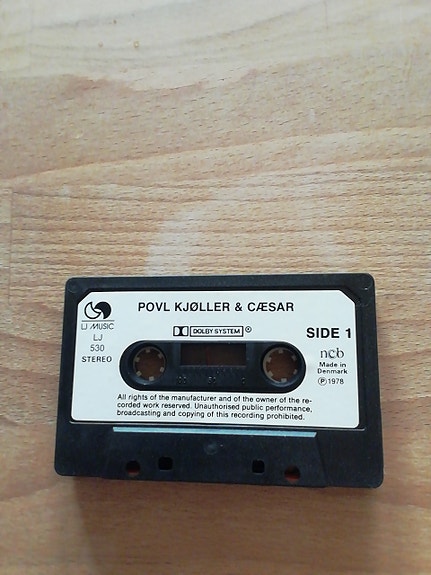 POVL KJØLLER & CÆSAR
LJ MUSIC
LJ
530
STEREO
DOLBY SYSTEM
SIDE 1
ncb
Made in
Denmark
Ⓟ 1978
All rights of the manufacturer and of the owner of the re-
corded work reserved. Unauthorised public performance,
broadcasting and copying of this recording prohibited.